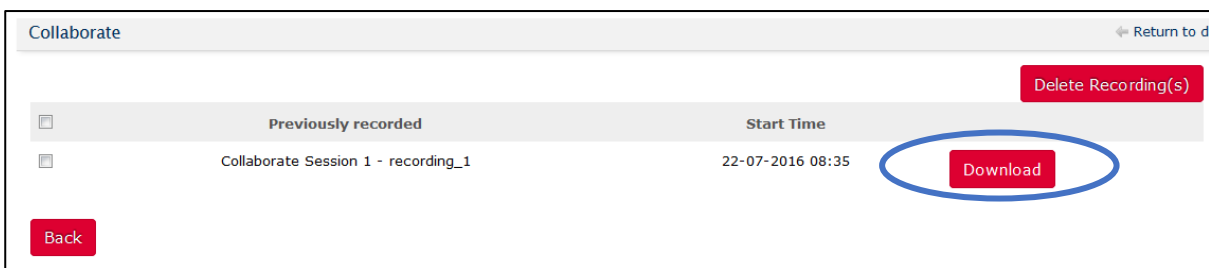 Collaborate
Return to d
Delete Recording(s)
Previously recorded Start Time
Collaborate Session 1 - recording_1 22-07-2016 08:35 Download
Back